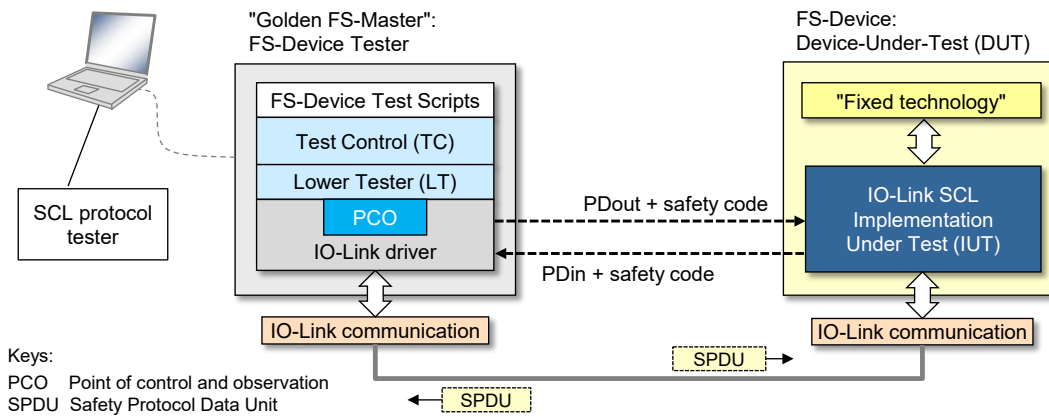 "Golden FS-Master":
FS-Device Tester
FS-Device:
Device-Under-Test (DUT)
FS-Device Test Scripts
Test Control (TC)
Lower Tester (LT)
PCO
IO-Link driver
"Fixed technology"
IO-Link SCL
Implementation
Under Test (IUT)
PDout + safety code
PDin + safety code
SCL protocol
tester
IO-Link communication
IO-Link communication
SPDU
SPDU
Keys:
PCO Point of control and observation
SPDU Safety Protocol Data Unit